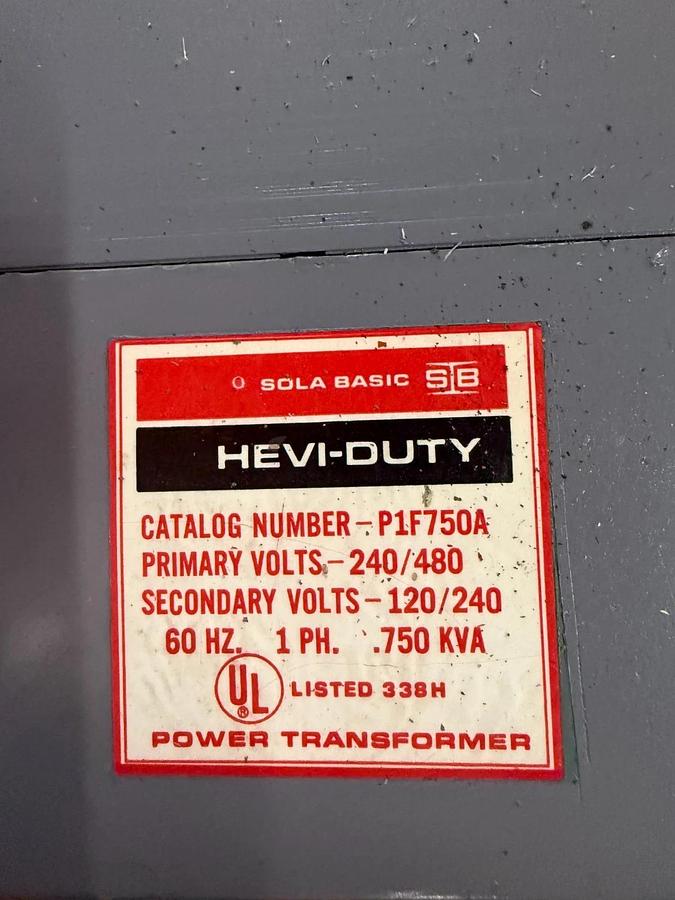 SOLA BASIC SB
HEVI-DUTY
CATALOG NUMBER-P1F750A
PRIMARY VOLTS-240/480
SECONDARY VOLTS-120/240
60 HZ. 1 PH. .750 KVA
UL® LISTED 338H
POWER TRANSFORMER